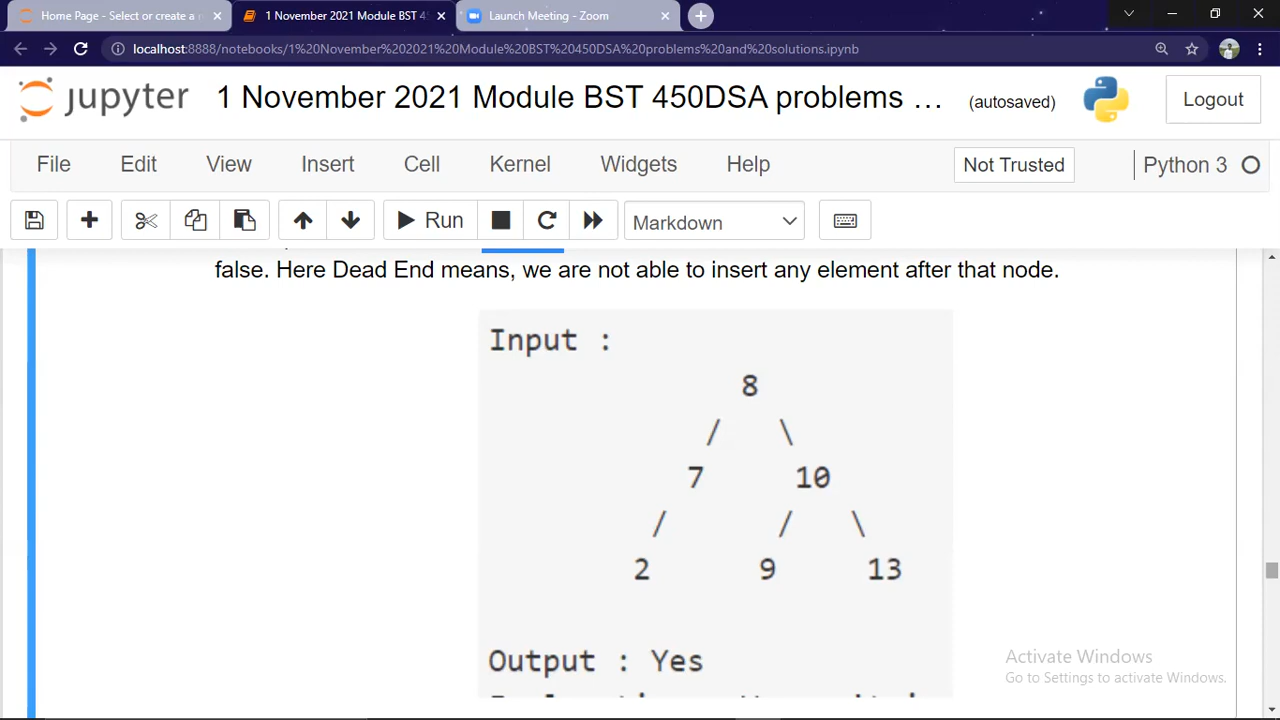 Home Page - Select or create a
1 November 2021 Module BST 45
Launch Meeting - Zoom
localhost:8888/notebooks/1%20November%202021%20Module%20BST%20450DSA%20problems%20and%20solutions.ipynb
jupyter 1 November 2021 Module BST 450DSA problems … (autosaved) Logout
File Edit View Insert Cell Kernel Widgets Help Not Trusted Python 3
Run Markdown
false. Here Dead End means, we are not able to insert any element after that node.
Input :
8
/ \
7 10
/ / \
2 9 13
Output : Yes
Activate Windows
Go to Settings to activate Windows.